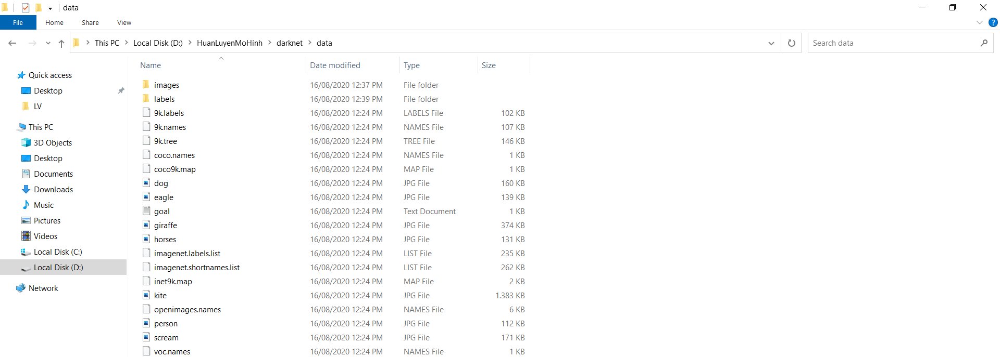 data
File Home Share View
This PC Local Disk (D:) HuanLuyenMoHinh darknet data
Search data
Quick access
Desktop
LV
This PC
3D Objects
Desktop
Documents
Downloads
Music
Pictures
Videos
Local Disk (C:)
Local Disk (D:)
Network
Name Date modified Type Size
images 16/08/2020 12:37 PM File folder
labels 16/08/2020 12:39 PM File folder
9k.labels 16/08/2020 12:24 PM LABELS File 102 KB
9k.names 16/08/2020 12:24 PM NAMES File 107 KB
9k.tree 16/08/2020 12:24 PM TREE File 146 KB
coco.names 16/08/2020 12:24 PM NAMES File 1 KB
coco9k.map 16/08/2020 12:24 PM MAP File 1 KB
dog 16/08/2020 12:24 PM JPG File 160 KB
eagle 16/08/2020 12:24 PM JPG File 139 KB
goal 16/08/2020 12:24 PM Text Document 1 KB
giraffe 16/08/2020 12:24 PM JPG File 374 KB
horses 16/08/2020 12:24 PM JPG File 131 KB
imagenet.labels.list 16/08/2020 12:24 PM LIST File 235 KB
imagenet.shortnames.list 16/08/2020 12:24 PM LIST File 262 KB
inet9k.map 16/08/2020 12:24 PM MAP File 2 KB
kite 16/08/2020 12:24 PM JPG File 1.383 KB
openimages.names 16/08/2020 12:24 PM NAMES File 6 KB
person 16/08/2020 12:24 PM JPG File 112 KB
scream 16/08/2020 12:24 PM JPG File 171 KB
voc.names 16/08/2020 12:24 PM NAMES File 1 KB